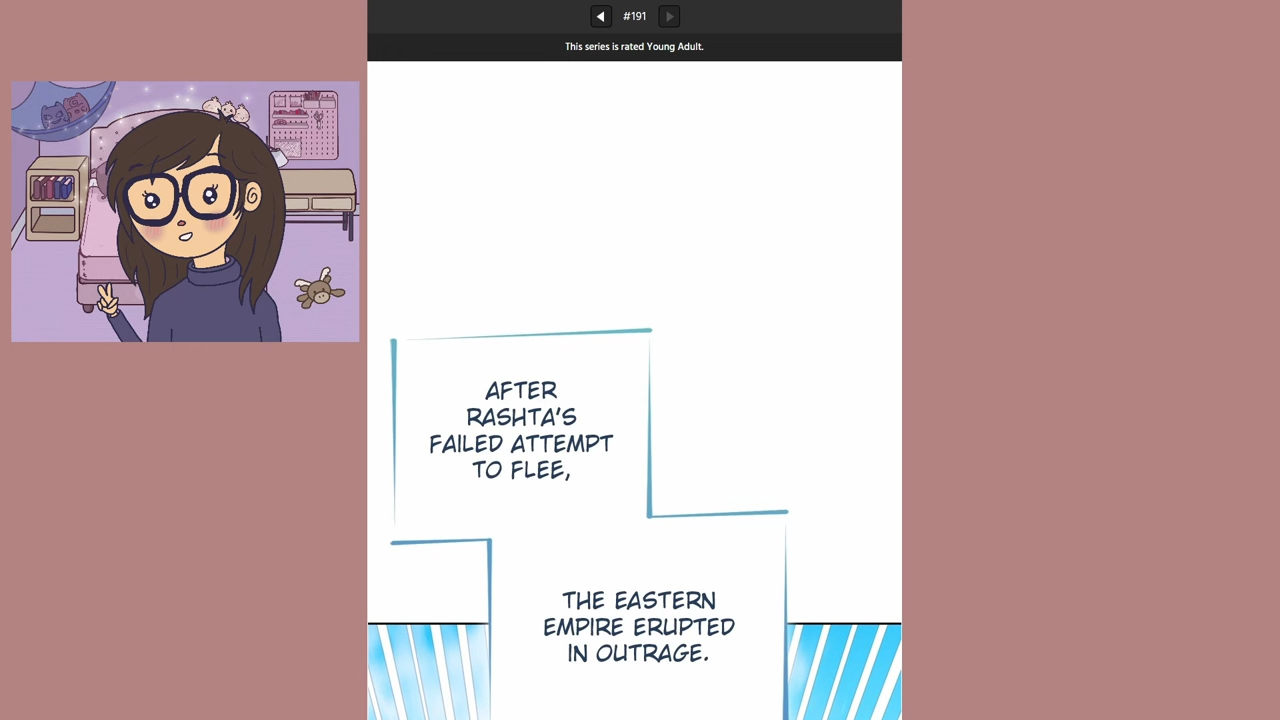 #191
This series is rated Young Adult.
AFTER
RASHTA'S
FAILED ATTEMPT
TO FLEE,
THE EASTERN
EMPIRE ERUPTED
IN OUTRAGE.